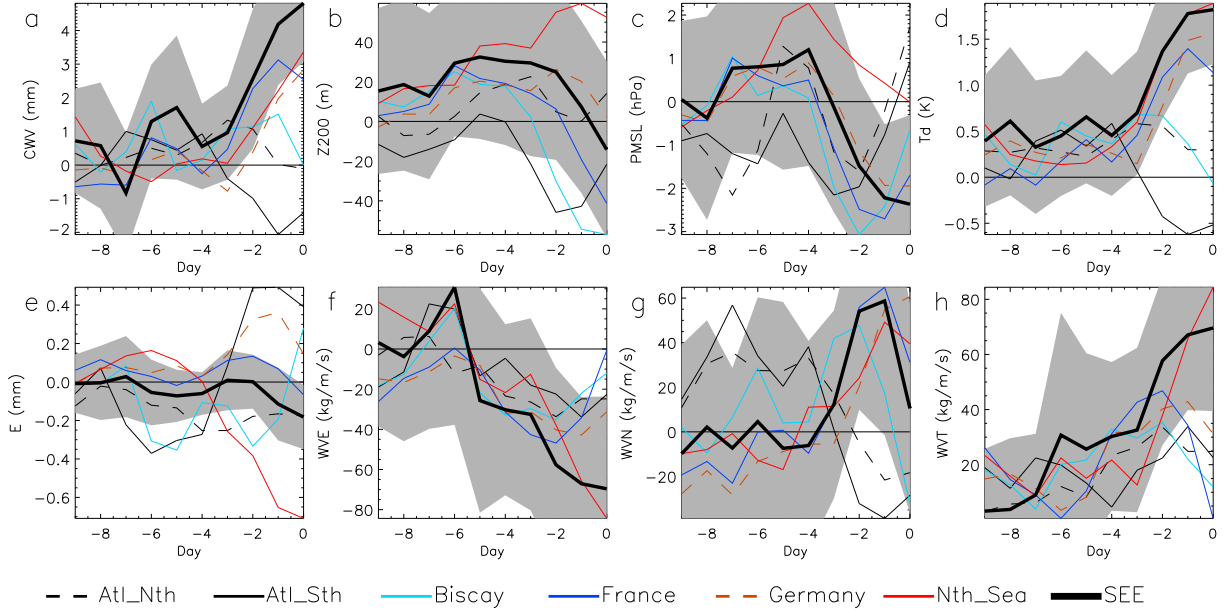 a
CWV (mm)
4
3
2
1
0
−1
−2
−8 −6 −4 −2 0
Day
b
Z200 (m)
60
40
20
0
−20
−40
−8 −6 −4 −2 0
Day
c
PMSL (hPa)
2
1
0
−1
−2
−3
−8 −6 −4 −2 0
Day
d
Td (K)
1.5
1.0
0.5
0.0
−0.5
−8 −6 −4 −2 0
Day
e
E (mm)
0.4
0.2
0.0
−0.2
−0.4
−0.6
−8 −6 −4 −2 0
Day
f
WVE (kg/m/s)
20
0
−20
−40
−60
−80
−8 −6 −4 −2 0
Day
g
WVN (kg/m/s)
60
40
20
0
−20
−8 −6 −4 −2 0
Day
h
WVT (kg/m/s)
80
60
40
20
−8 −6 −4 −2 0
Day
Atl_Nth Atl_Sth Biscay France Germany Nth_Sea SEE